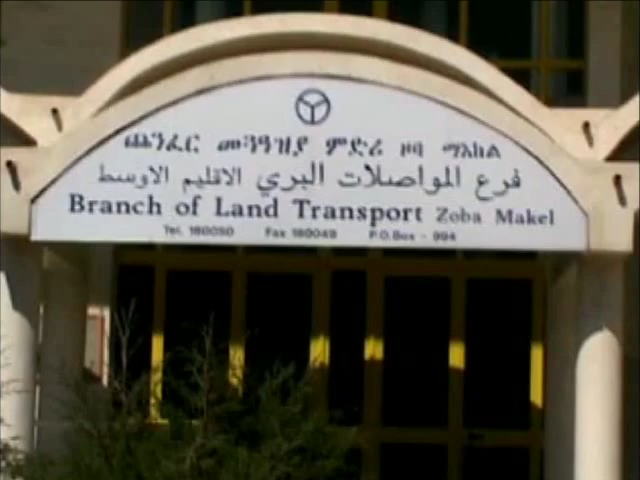 ጨንፈር መጓዓዝያ ምድሪ ዞባ ማእከል
فرع المواصلات البري الاقليم الاوسط
Branch of Land Transport Zoba Makel
Tel. 180050 Fax 180049 P.O.Box - 994